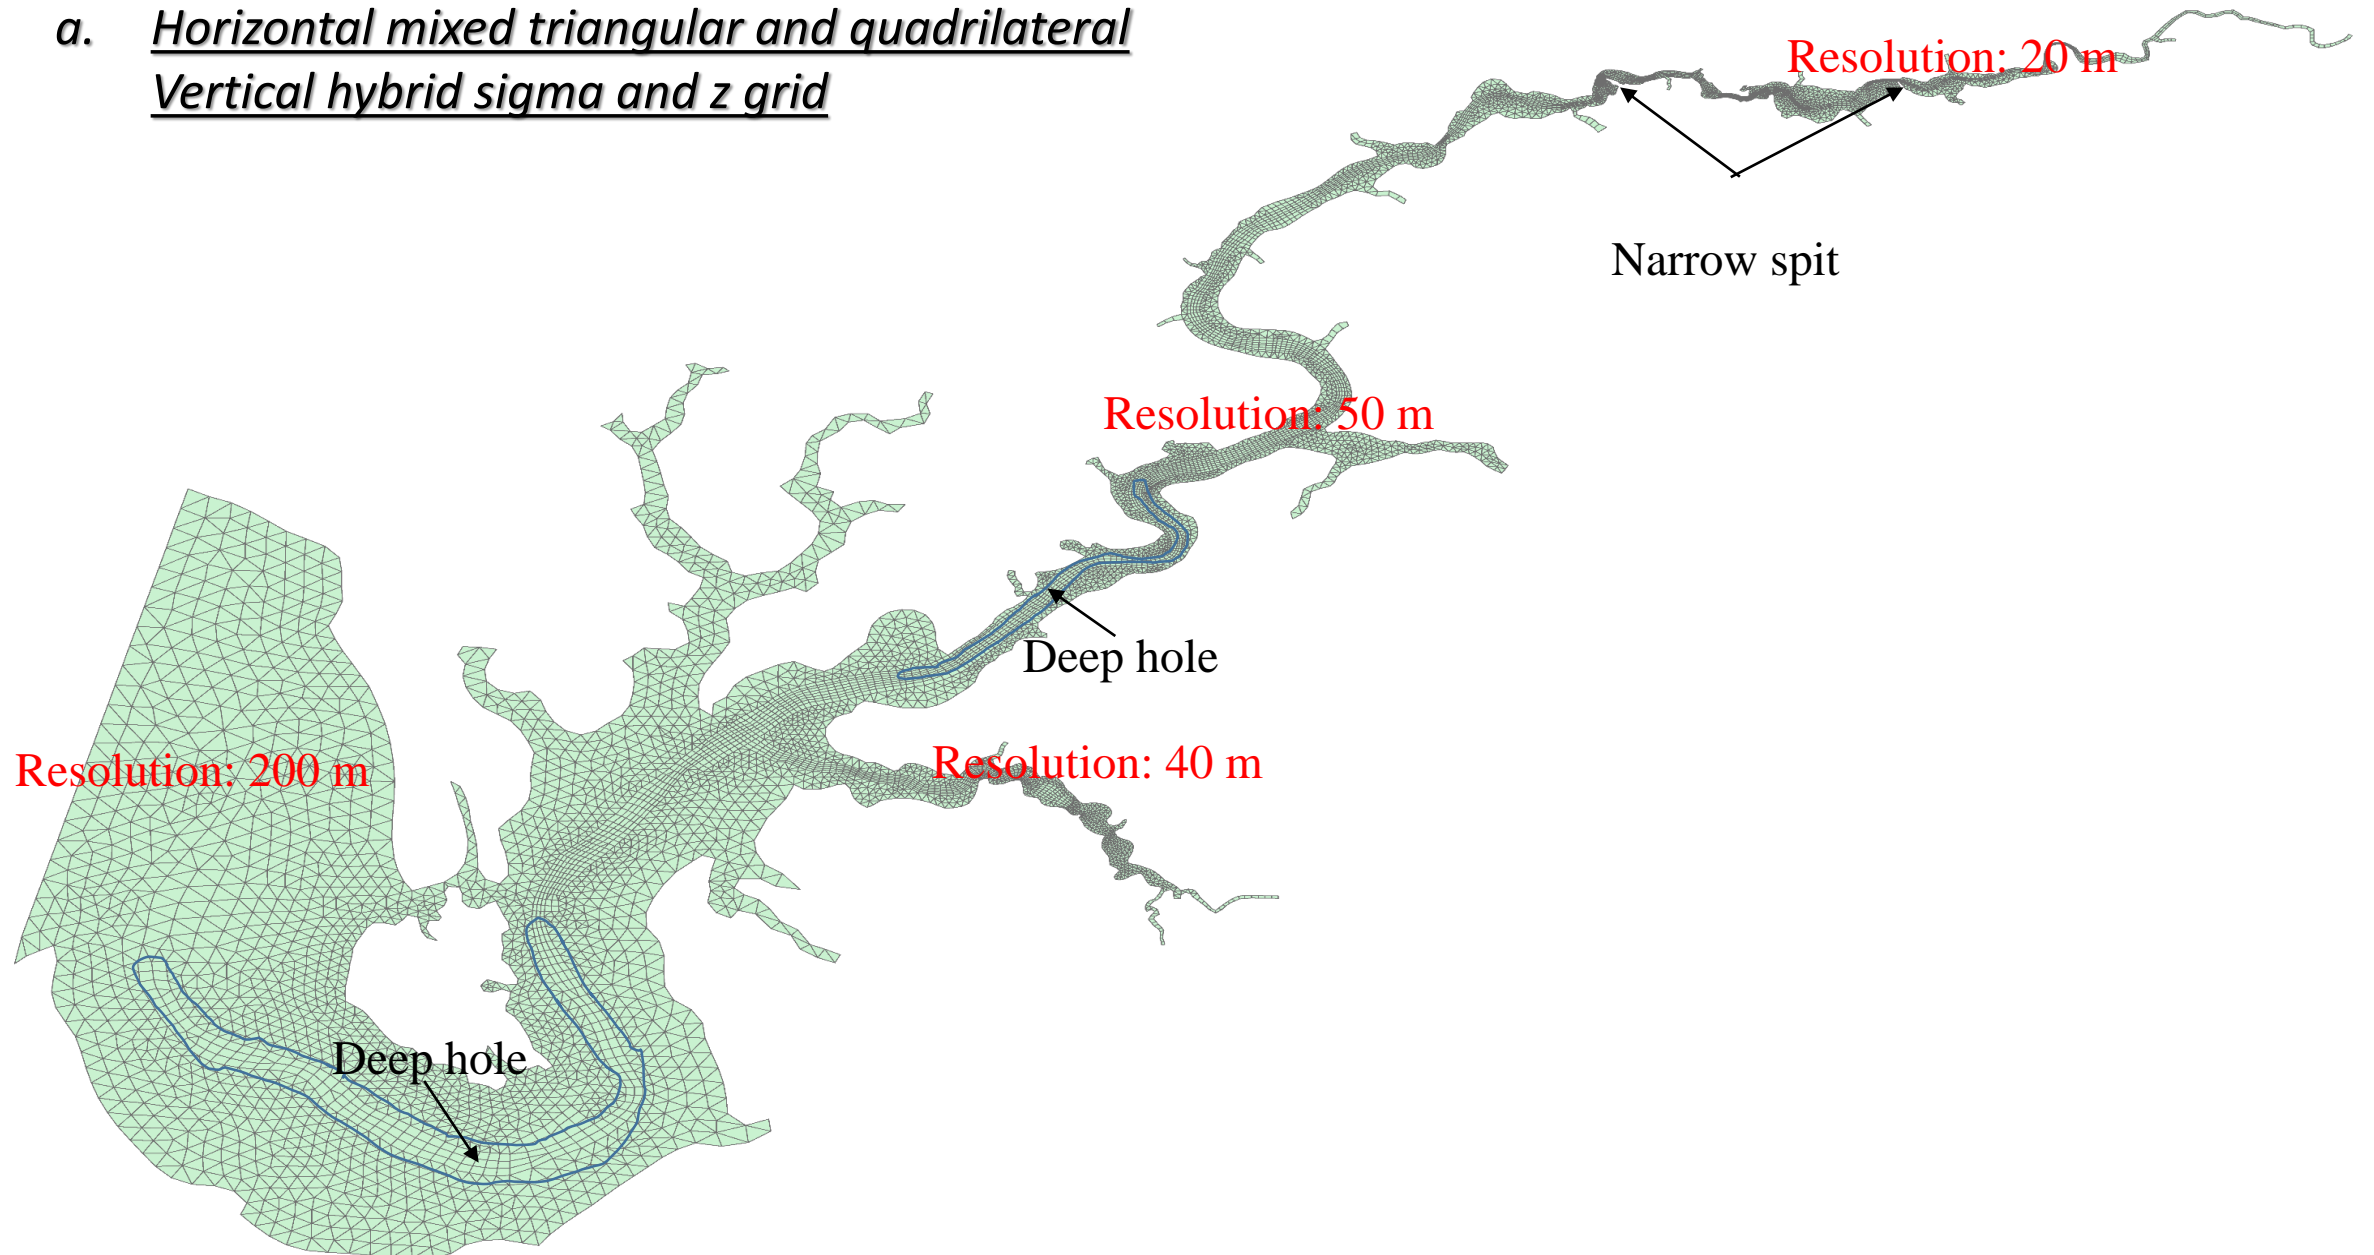 a. Horizontal mixed triangular and quadrilateral
Vertical hybrid sigma and z grid
Resolution: 20 m
Narrow spit
Resolution: 50 m
Deep hole
Resolution: 200 m
Resolution: 40 m
Deep hole